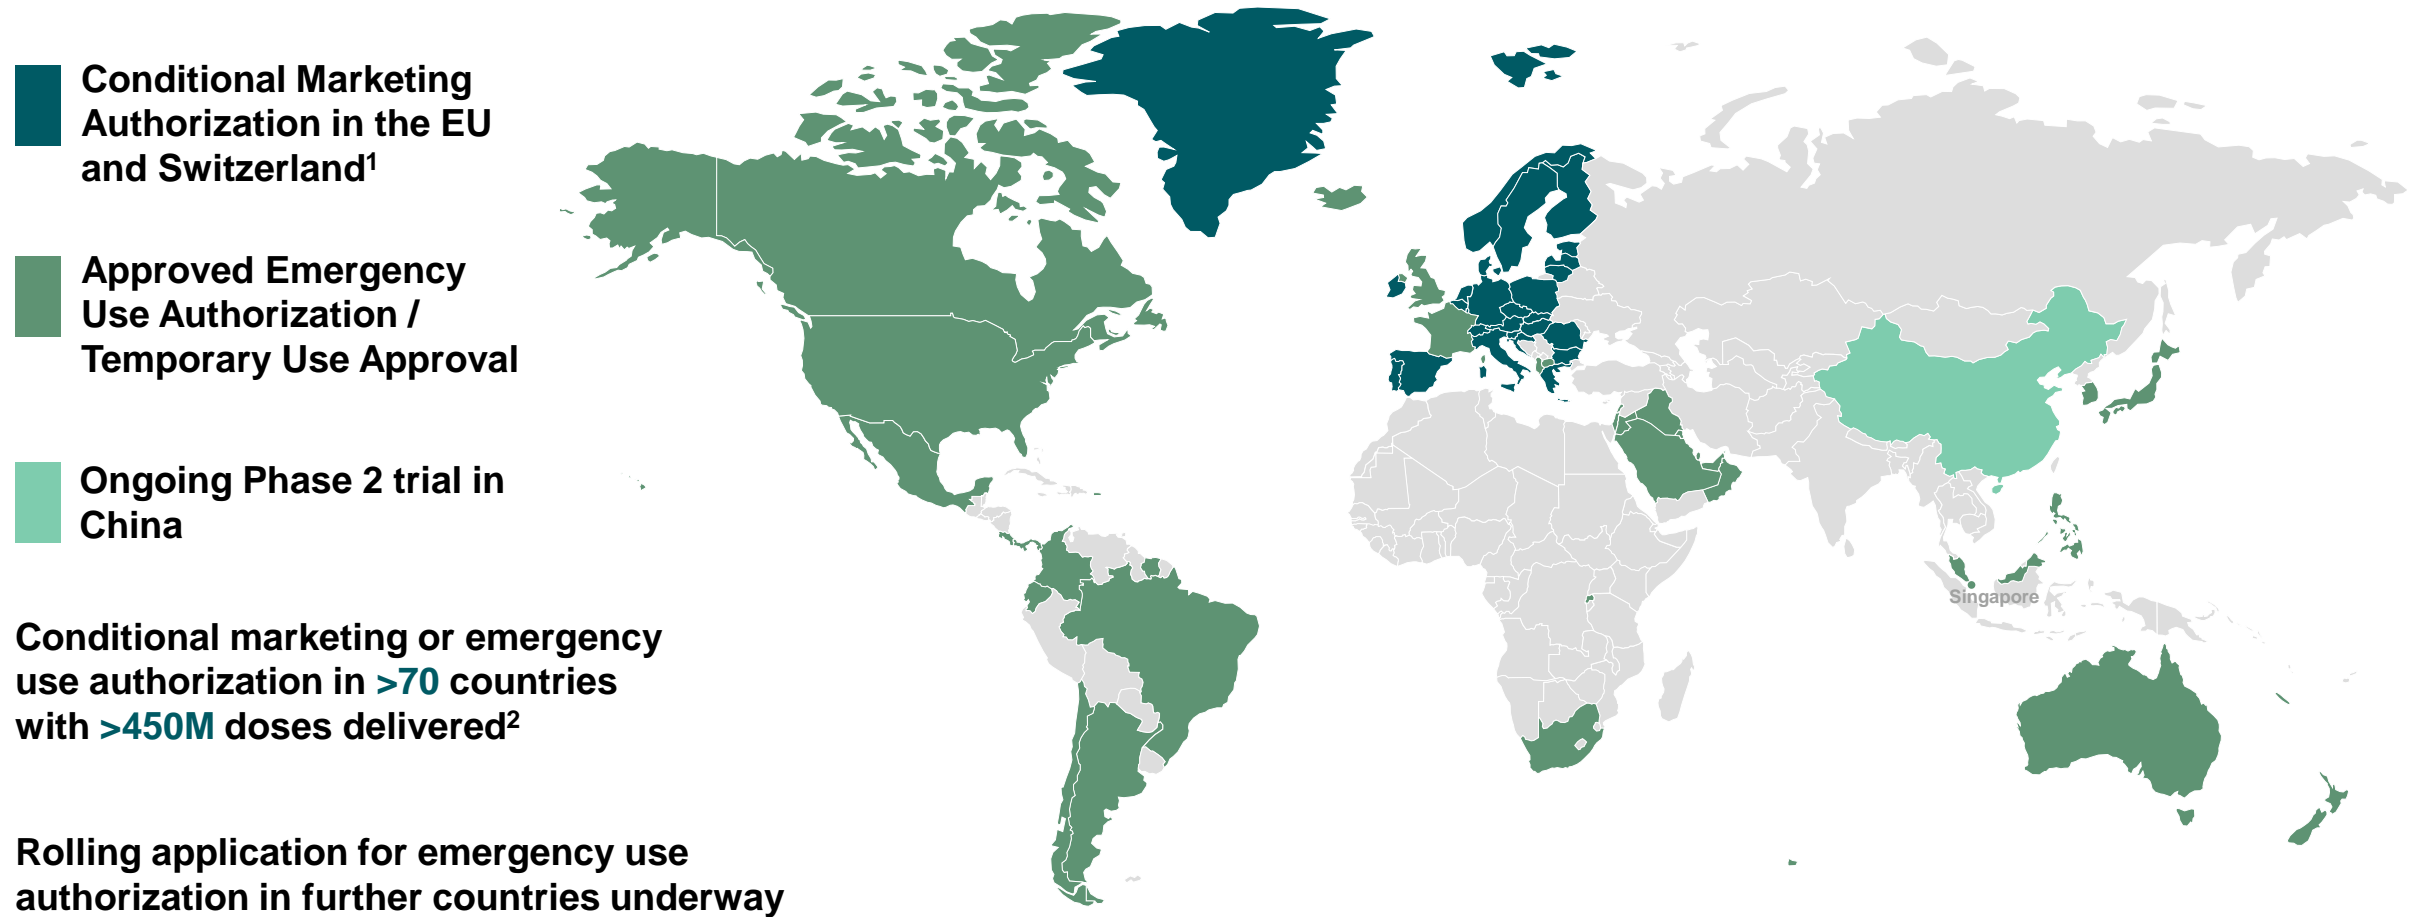 Conditional Marketing
Authorization in the EU
and Switzerland¹
Approved Emergency
Use Authorization /
Temporary Use Approval
Ongoing Phase 2 trial in
China
Conditional marketing or emergency
use authorization in >70 countries
with >450M doses delivered²
Rolling application for emergency use
authorization in further countries underway
Singapore